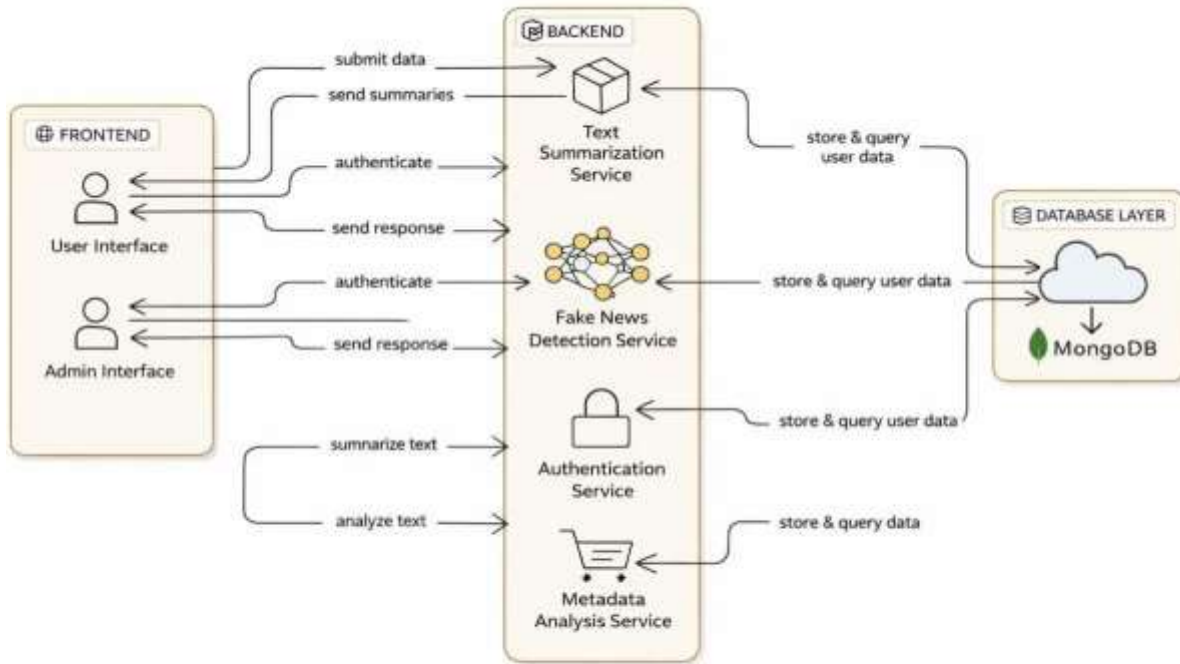 BACKEND
submit data
send summaries
FRONTEND
Text
Summarization
Service
authenticate
store & query
user data
User Interface
send response
DATABASE LAYER
authenticate
store & query user data
Fake News
Detection Service
send response
Admin Interface
MongoDB
store & query user data
sumnarize text
Authentication
Service
analyze text
store & query data
Metadata
Analysis Service